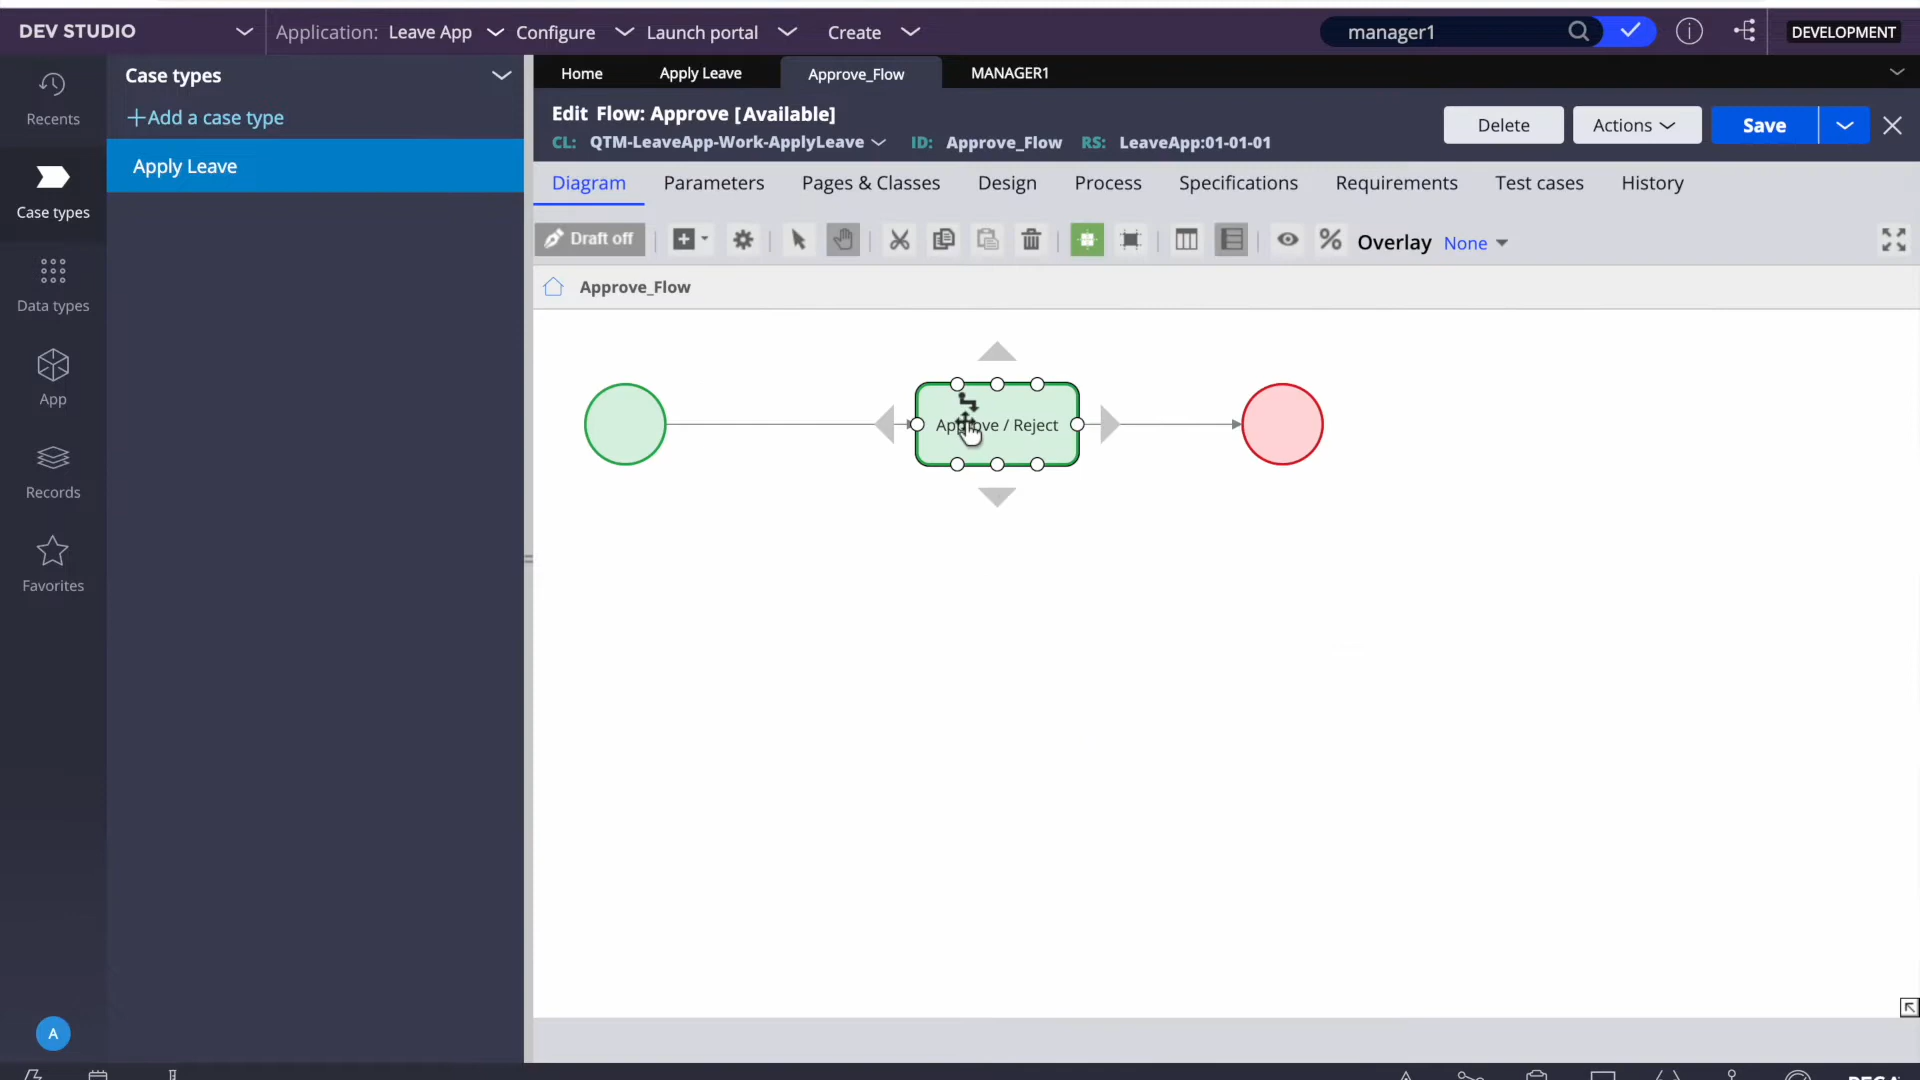 DEV STUDIO
Application: Leave App
Configure
Launch portal
Create
manager1
DEVELOPMENT
Recents
Case types
Data types
App
Records
Favorites
A
Case types
+Add a case type
Apply Leave
Home
Apply Leave
Approve_Flow
MANAGER1
Edit Flow: Approve [Available]
CL: QTM-LeaveApp-Work-ApplyLeave
ID: Approve_Flow
RS: LeaveApp:01-01-01
Delete
Actions
Save
Diagram
Parameters
Pages & Classes
Design
Process
Specifications
Requirements
Test cases
History
Draft off
Overlay None
Approve_Flow
Approve / Reject